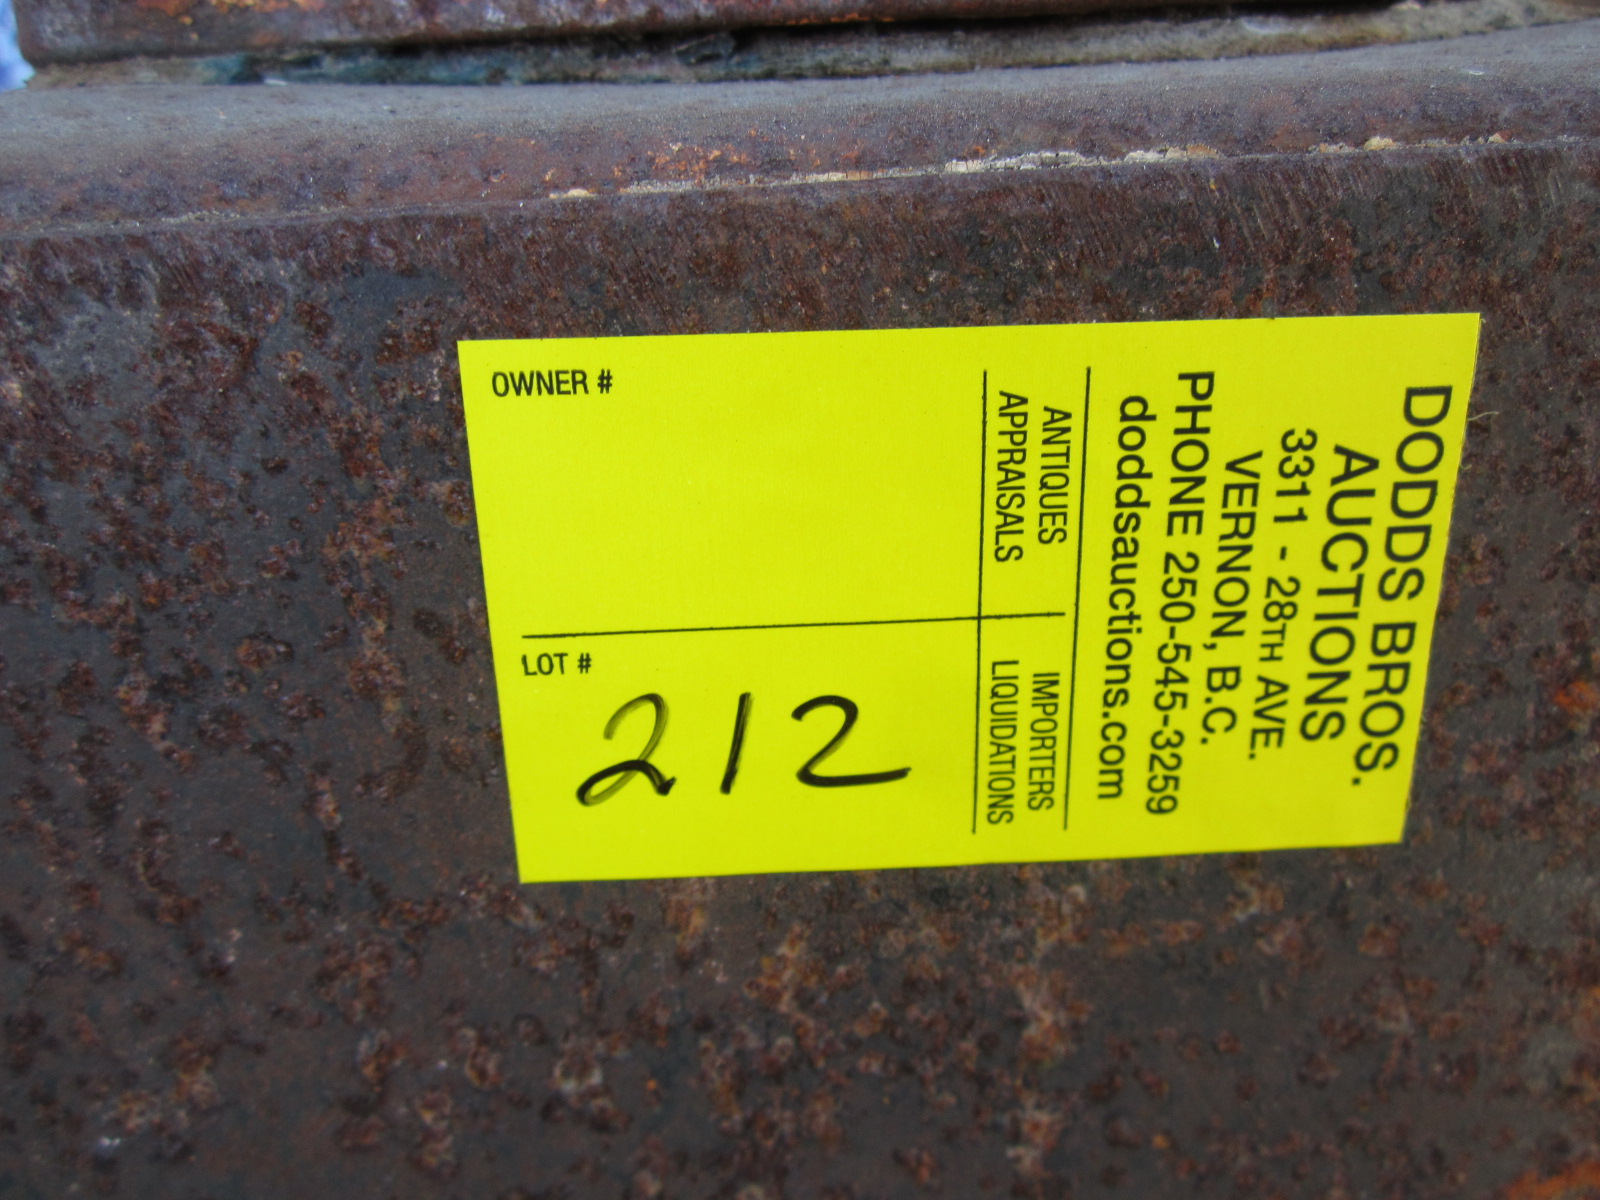 DODDS BROS.
AUCTIONS
3311 - 28TH AVE.
VERNON, B.C.
PHONE 250-545-3259
doddsauctions.com
ANTIQUES
APPRAISALS
IMPORTERS
LIQUIDATIONS
OWNER #
LOT #
212